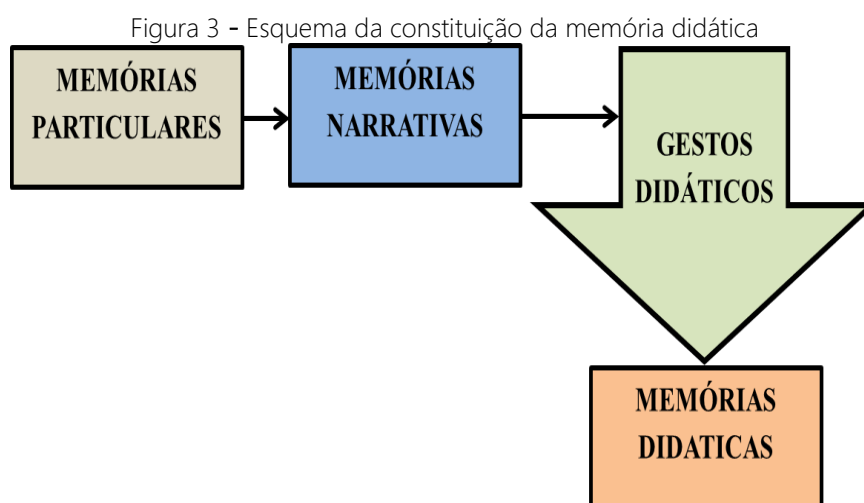 Figura 3 - Esquema da constituição da memória didática
MEMÓRIAS
PARTICULARES
MEMÓRIAS
NARRATIVAS
GESTOS
DIDÁTICOS
MEMÓRIAS
DIDATICAS